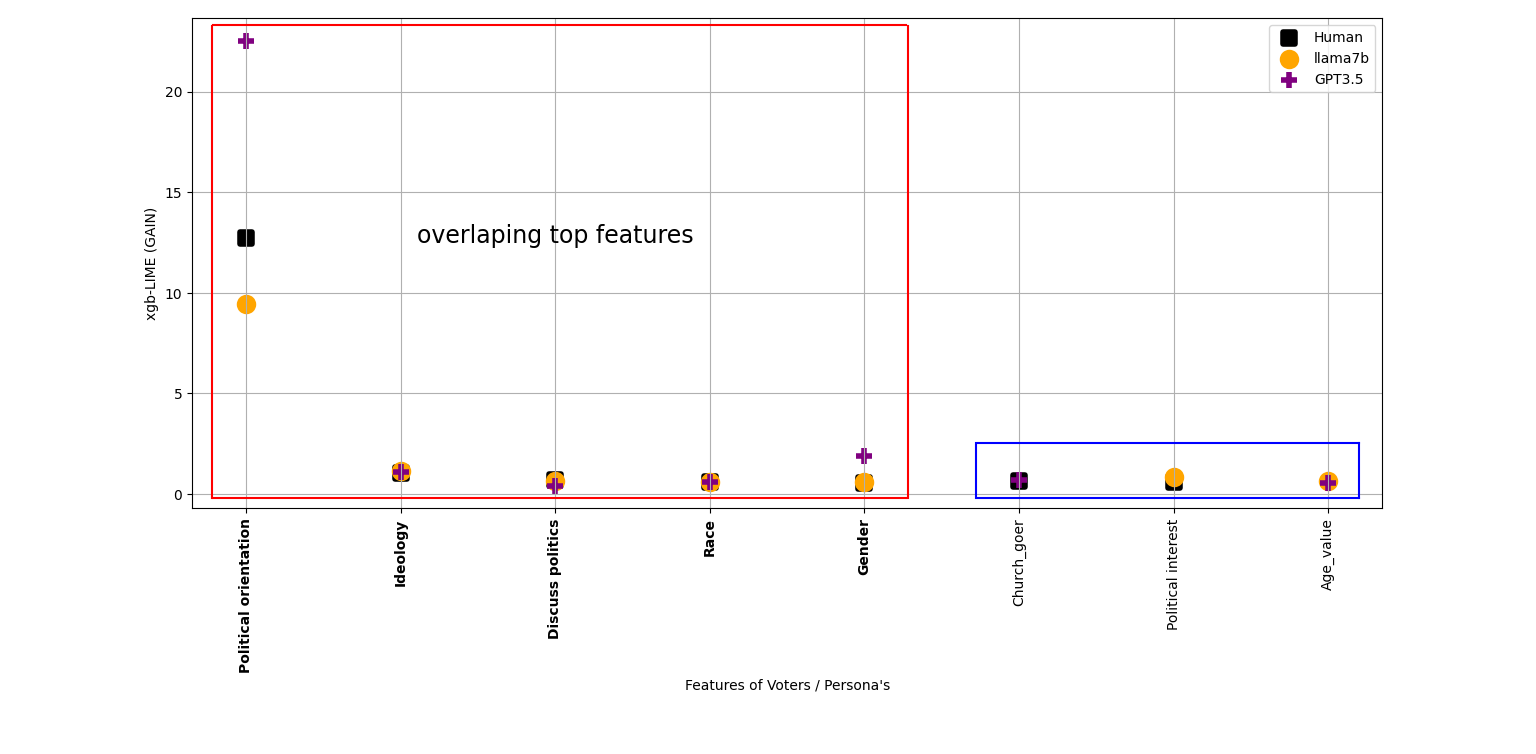 Human
llama7b
GPT3.5
20
15
10
5
0
xgb-LIME (GAIN)
overlaping top features
Political orientation
Ideology
Discuss politics
Race
Gender
Church_goer
Political interest
Age_value
Features of Voters / Persona's